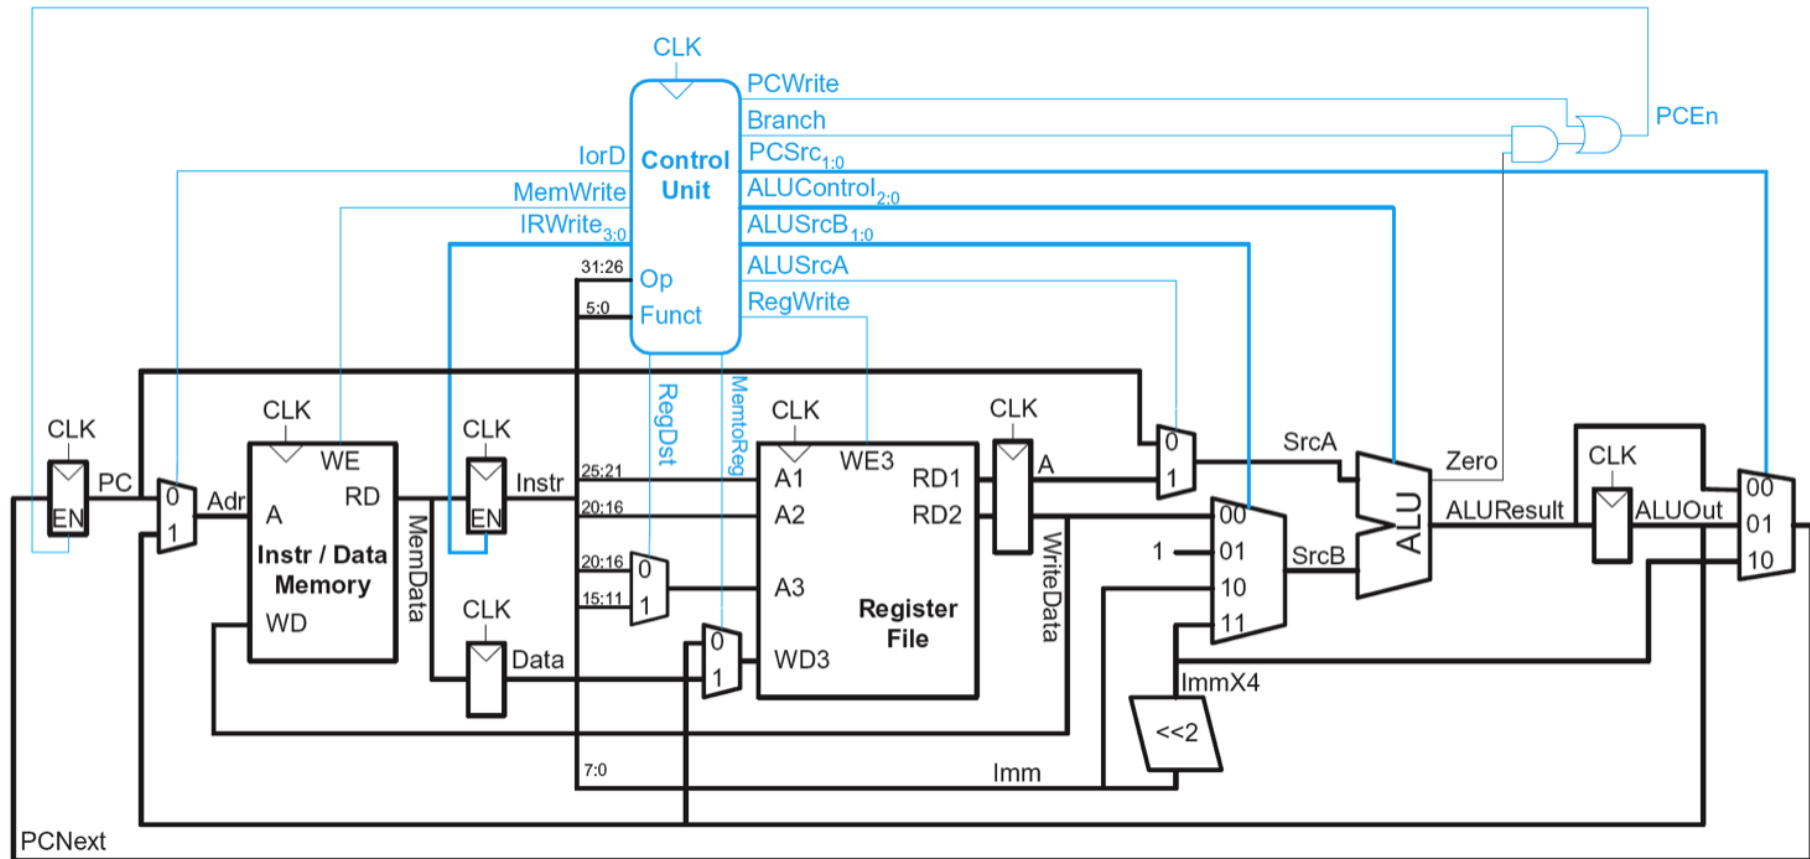 CLK
PCWrite
Branch
PCEn
PCSrc1:0
IorD
Control
Unit
MemWrite
ALUControl2:0
IRWrite3:0
ALUSrcB1:0
31:26
Op
ALUSrcA
5:0
Funct
RegWrite
RegDst
MemtoReg
CLK
CLK
CLK
CLK
CLK
WE
WE3
0
SrcA
Zero
CLK
PC
0
Adr
RD
Instr
25:21
A1
RD1
A
1
00
EN
A
EN
20:16
A2
RD2
00
ALU
ALUResult
ALUOut
01
1
Instr / Data
Memory
MemData
WriteData
1
01
SrcB
10
20:16
0
A3
10
15:11
1
CLK
Register
File
WD
11
0
Data
WD3
1
ImmX4
<<2
7:0
Imm
PCNext